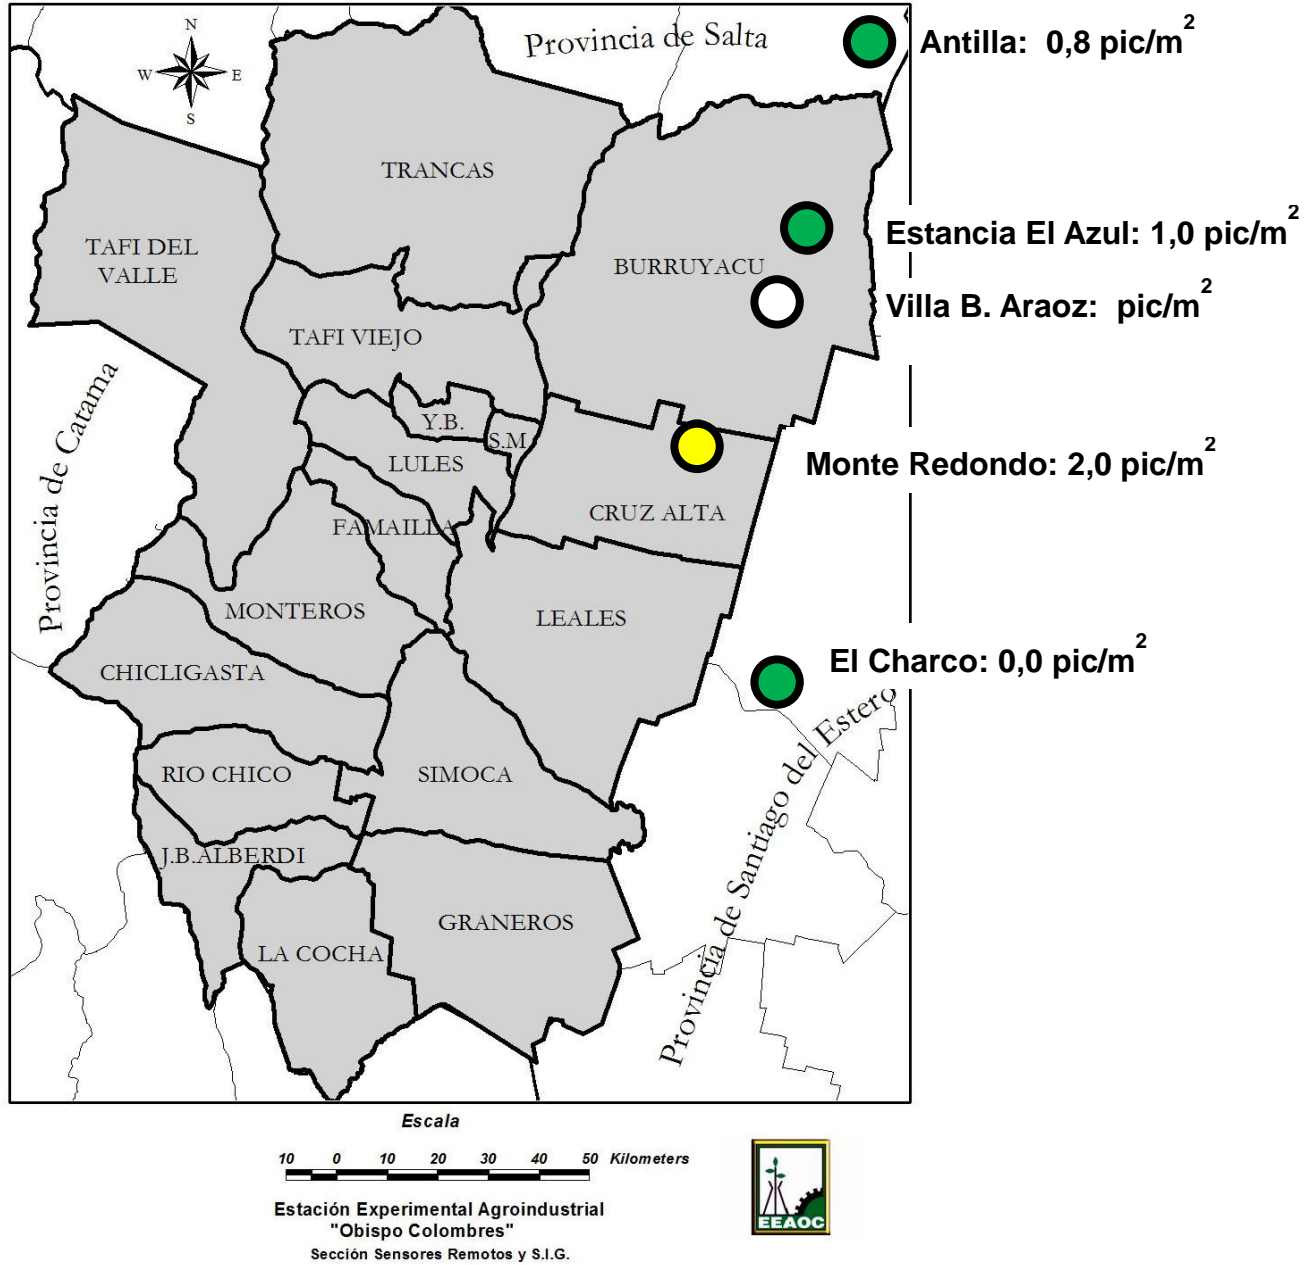 N
W E
S
Provincia de Salta
Antilla: 0,8 pic/m²
TRANCAS
TAFI DEL
VALLE
Estancia El Azul: 1,0 pic/m²
BURRUYACU
Villa B. Araoz: pic/m²
TAFI VIEJO
Provincia de Catama
Y.B.
S.M
LULES
Monte Redondo: 2,0 pic/m²
CRUZ ALTA
FAMAILLA
MONTEROS
LEALES
El Charco: 0,0 pic/m²
CHICLIGASTA
RIO CHICO
SIMOCA
Provincia de Santiago del Estero
J.B.ALBERDI
GRANEROS
LA COCHA
Escala
10 0 10 20 30 40 50 Kilometers
Estación Experimental Agroindustrial
"Obispo Colombres"
Sección Sensores Remotos y S.I.G.
EEAOC